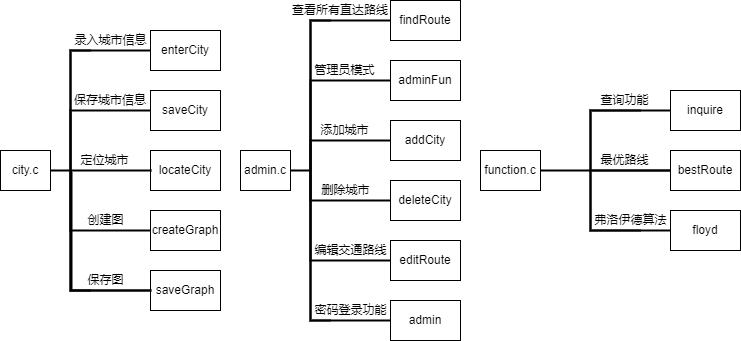 city.c
录入城市信息
enterCity
保存城市信息
saveCity
定位城市
locateCity
创建图
createGraph
保存图
saveGraph
admin.c
查看所有直达路线
findRoute
管理员模式
adminFun
添加城市
addCity
删除城市
deleteCity
编辑交通路线
editRoute
密码登录功能
admin
function.c
查询功能
inquire
最优路线
bestRoute
弗洛伊德算法
floyd